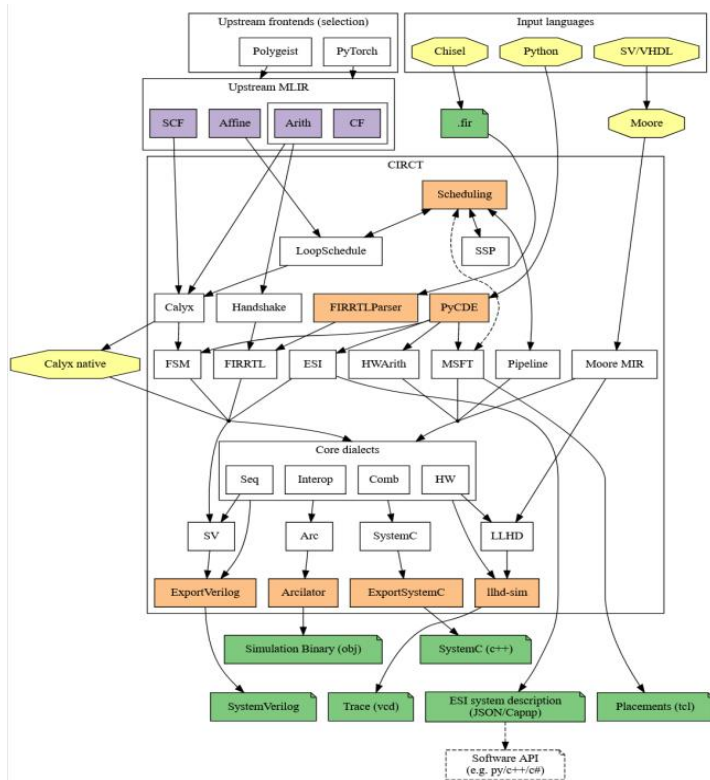 Upstream frontends (selection)
Input languages
Polygeist
PyTorch
Chisel
Python
SV/VHDL
Upstream MLIR
SCF
Affine
Arith
CF
.fir
Moore
CIRCT
Scheduling
LoopSchedule
SSP
Calyx
Handshake
FIRRTLParser
PyCDE
Calyx native
FSM
FIRRTL
ESI
HWArith
MSFT
Pipeline
Moore MIR
Core dialects
Seq
Interop
Comb
HW
SV
Arc
SystemC
LLHD
ExportVerilog
Arcilator
ExportSystemC
llhd-sim
Simulation Binary (obj)
SystemC (c++)
SystemVerilog
Trace (vcd)
ESI system description
(JSON/Capnp)
Placements (tcl)
Software API
(e.g. py/c++/c#)